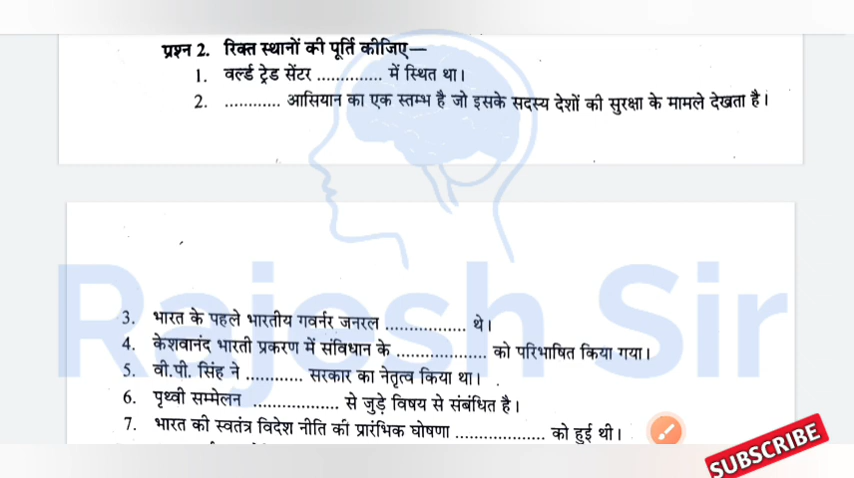 प्रश्न 2. रिक्त स्थानों की पूर्ति कीजिए—
1. वर्ल्ड ट्रेड सेंटर .............. में स्थित था।
2. ............ आसियान का एक स्तम्भ है जो इसके सदस्य देशों की सुरक्षा के मामले देखता है।
Rajesh Sir
3. भारत के पहले भारतीय गवर्नर जनरल ................. थे।
4. केशवानंद भारती प्रकरण में संविधान के ................... को परिभाषित किया गया।
5. वी.पी. सिंह ने ............ सरकार का नेतृत्व किया था।
6. पृथ्वी सम्मेलन .................. से जुड़े विषय से संबंधित है।
7. भारत की स्वतंत्र विदेश नीति की प्रारंभिक घोषणा ................... को हुई थी।
SUBSCRIBE